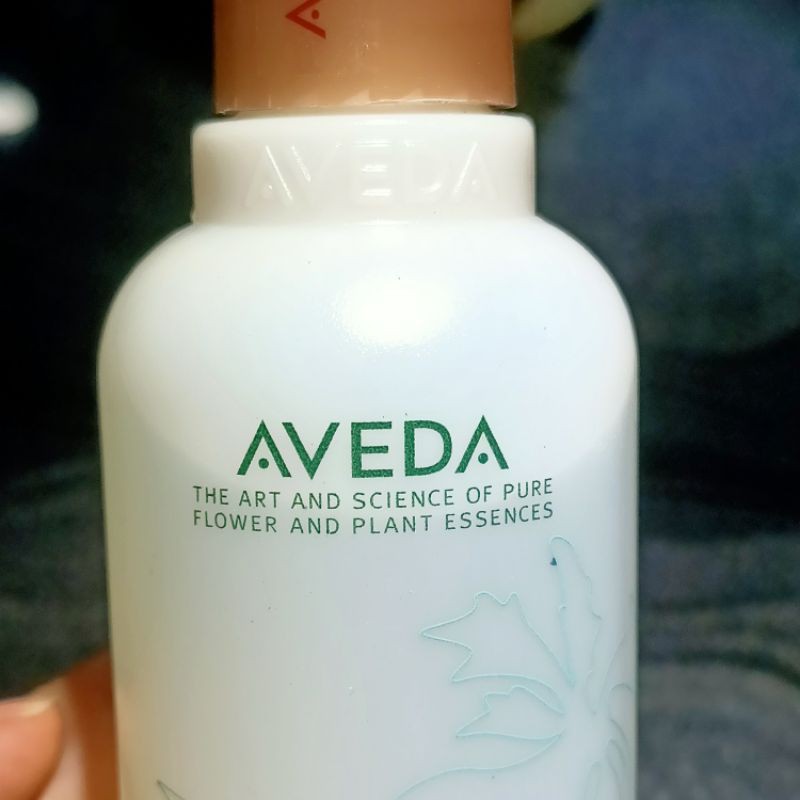 AVEDA
AVEDA
THE ART AND SCIENCE OF PURE
FLOWER AND PLANT ESSENCES